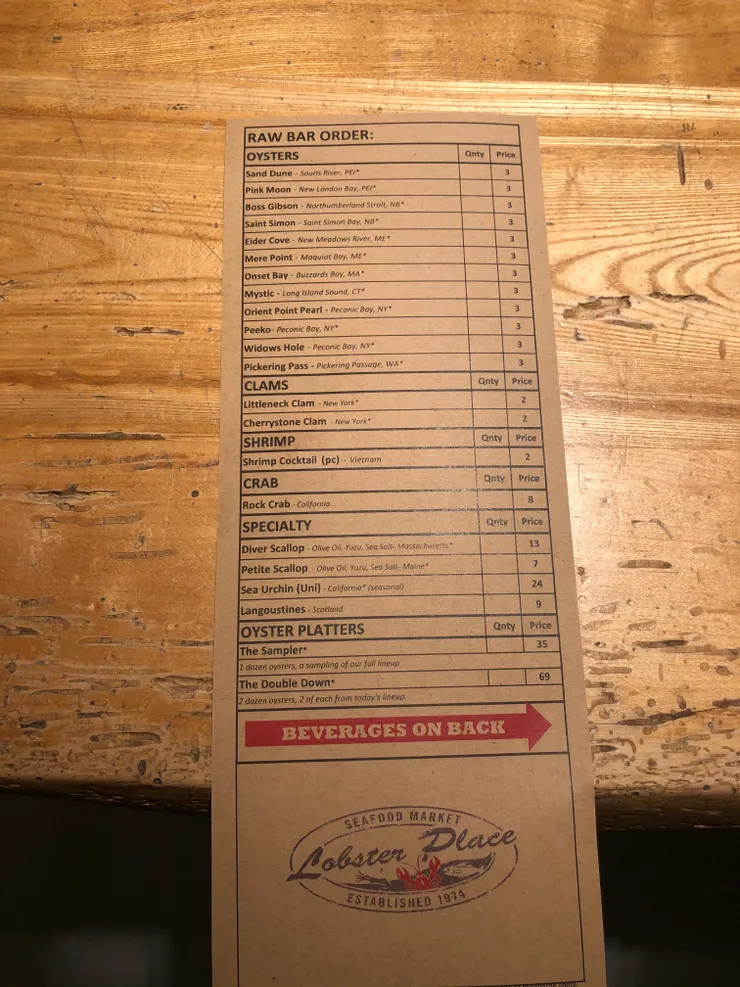 RAW BAR ORDER:
OYSTERS Qnty Price
Sand Dune - Souris River, PEI* 3
Pink Moon - New London Bay, PEI* 3
Boss Gibson - Northumberland Strait, NB* 3
Saint Simon - Saint Simon Bay, NB* 3
Eider Cove - New Meadows River, ME* 3
Mere Point - Maquiot Bay, ME* 3
Onset Bay - Buzzards Bay, MA* 3
Mystic - Long Island Sound, CT* 3
Orient Point Pearl - Peconic Bay, NY* 3
Peeko- Peconic Bay, NY* 3
Widows Hole - Peconic Bay, NY* 3
Pickering Pass - Pickering Passage, WA* 3
CLAMS Qnty Price
Littleneck Clam - New York* 2
Cherrystone Clam - New York* 2
SHRIMP Qnty Price
Shrimp Cocktail (pc) - Vietnam 2
CRAB Qnty Price
Rock Crab - California 8
SPECIALTY Qnty Price
Diver Scallop - Olive Oil, Yuzu, Sea Salt- Massachusetts* 13
Petite Scallop - Olive Oil, Yuzu, Sea Salt- Maine* 7
Sea Urchin (Uni) - California* (seasonal) 24
Langoustines - Scotland 9
OYSTER PLATTERS Qnty Price
The Sampler* 35
1 dozen oysters, a sampling of our full lineup
The Double Down* 69
2 dozen oysters, 2 of each from today's lineup
BEVERAGES ON BACK
SEAFOOD MARKET
Lobster Place
ESTABLISHED 1974